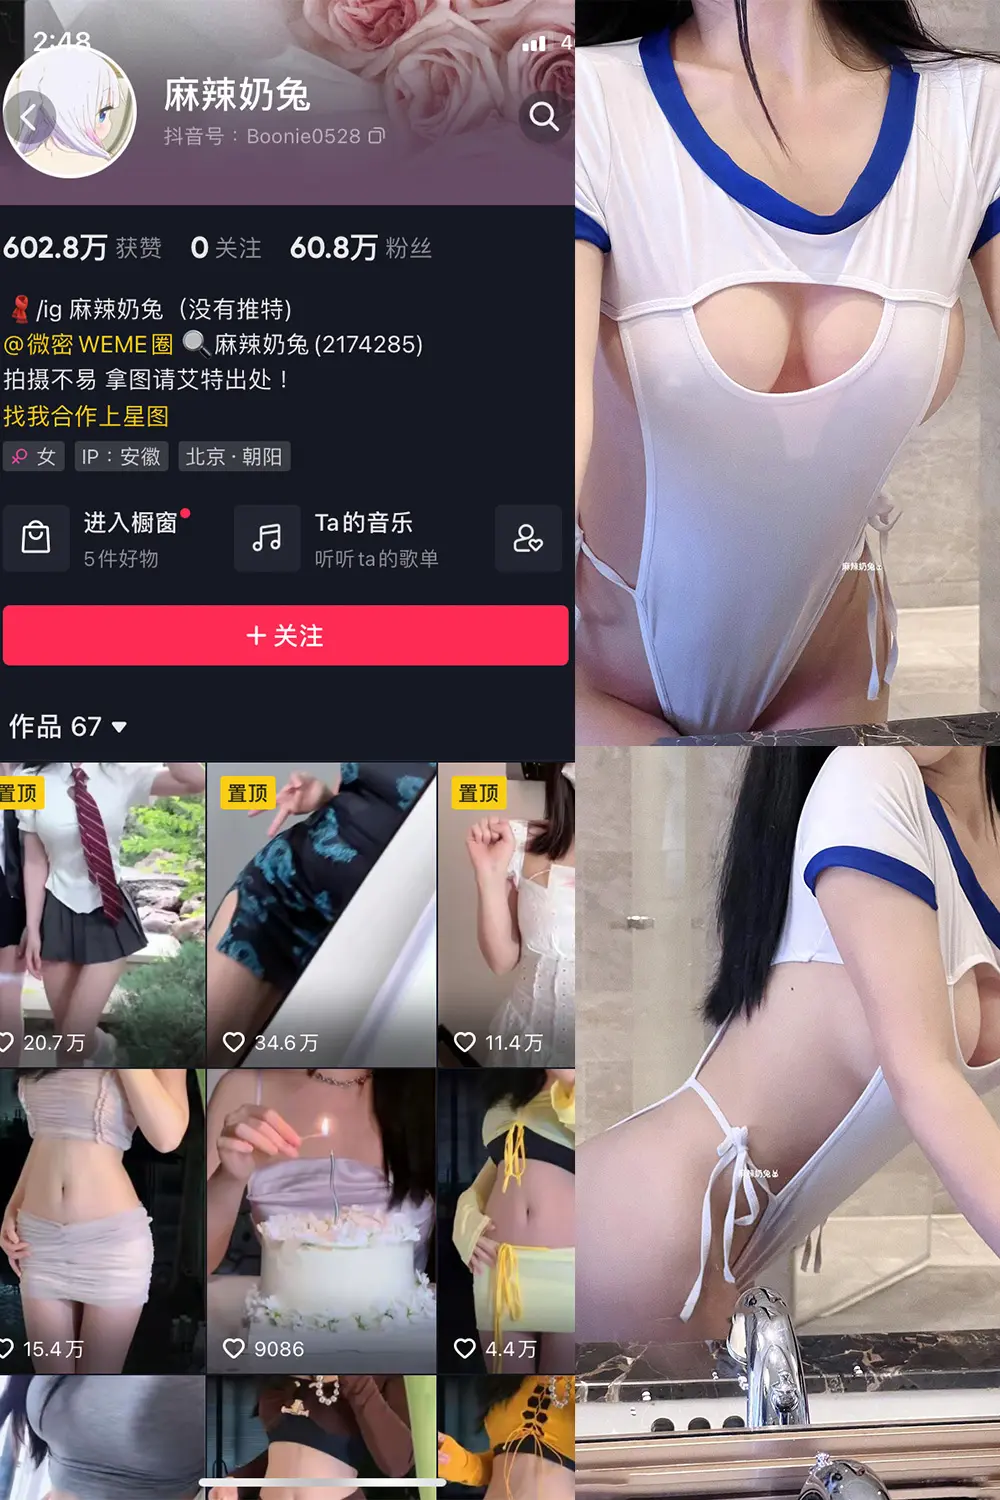 2:48
4
麻辣奶兔
抖音号：Boonie0528
602.8万 获赞 0 关注 60.8万 粉丝
/ig 麻辣奶兔（没有推特)
@微密 WEME圈 麻辣奶兔(2174285)
拍摄不易 拿图请艾特出处！
找我合作上星图
女 IP：安徽 北京·朝阳
进入橱窗 Ta的音乐
5件好物 听听ta的歌单
+ 关注
作品 67
置顶 置顶 置顶
20.7万 34.6万 11.4万
15.4万 9086 4.4万
麻辣奶兔
麻辣奶兔